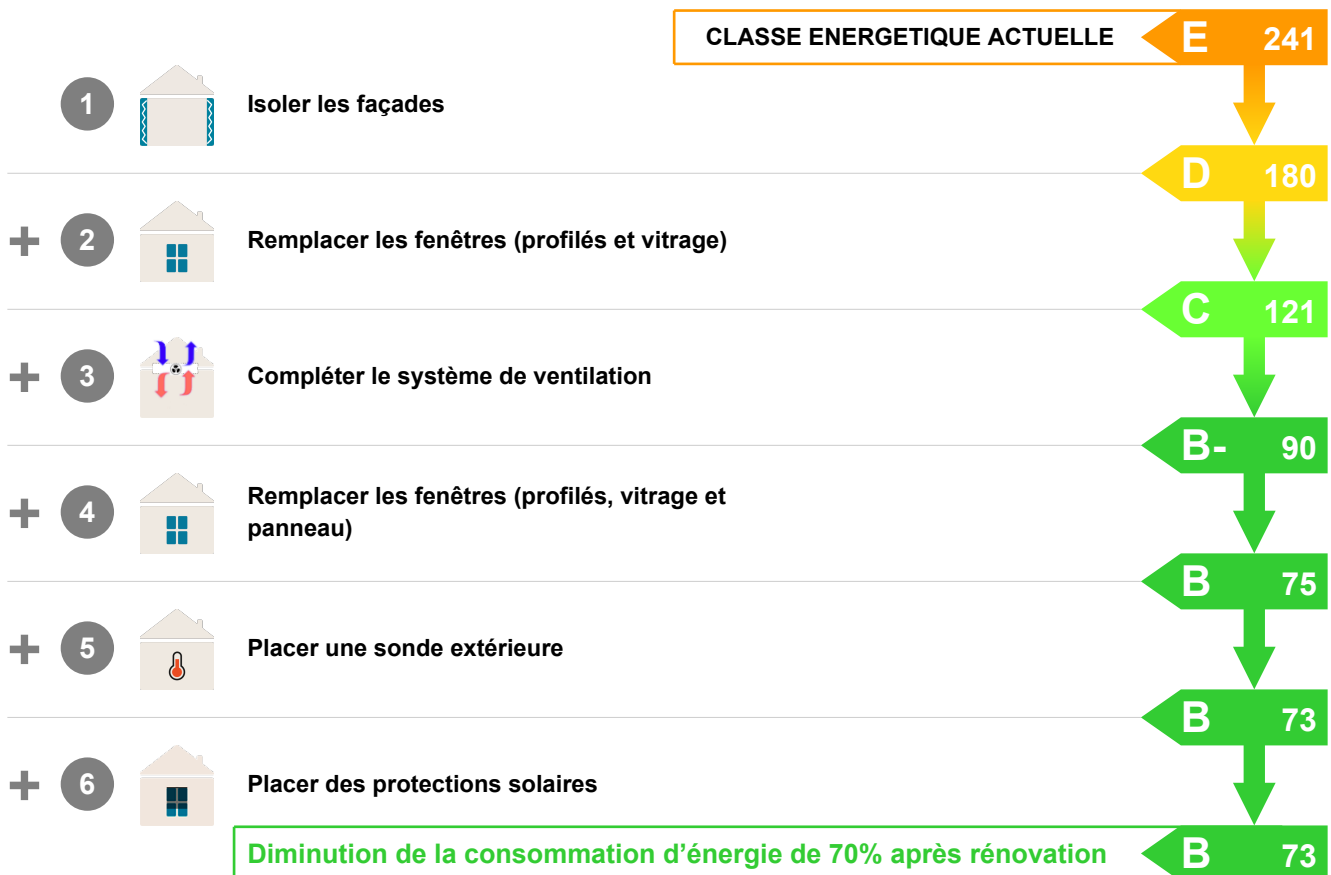 CLASSE ENERGETIQUE ACTUELLE E 241
1 Isoler les façades
D 180
+ 2 Remplacer les fenêtres (profilés et vitrage)
C 121
+ 3 Compléter le système de ventilation
B- 90
+ 4 Remplacer les fenêtres (profilés, vitrage et
panneau)
B 75
+ 5 Placer une sonde extérieure
B 73
+ 6 Placer des protections solaires
Diminution de la consommation d’énergie de 70% après rénovation B 73